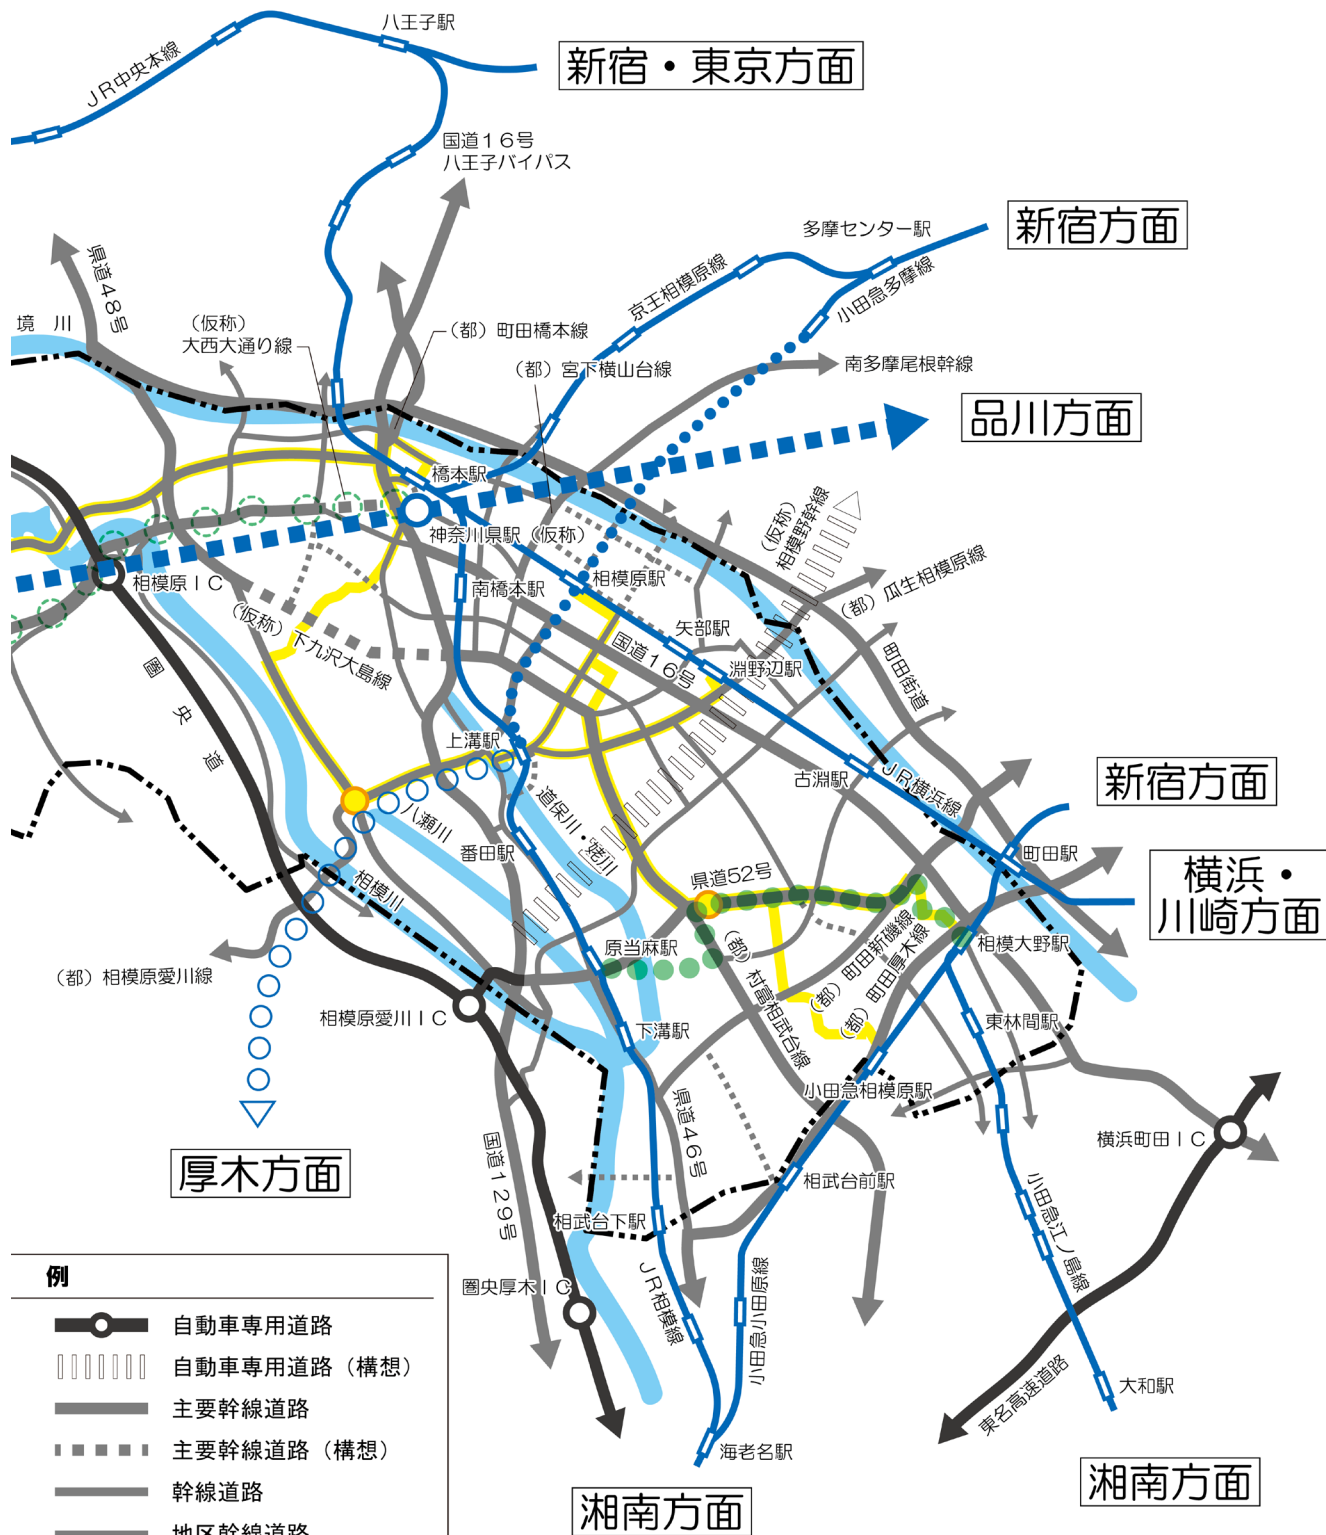 八王子駅
新宿・東京方面
JR中央本線
国道16号
八王子バイパス
多摩センター駅
新宿方面
県道48号
京王相模原線
小田急多摩線
境川
(仮称)
大西大通り線
(都)町田橋本線
(都)宮下横山台線
南多摩尾根幹線
品川方面
橋本駅
神奈川県駅(仮称)
(仮称)
相模野幹線
相模原IC
南橋本駅
相模原駅
(都)瓜生相模原線
(仮称)下九沢大島線
矢部駅
国道16号
淵野辺駅
町田街道
圏央道
上溝駅
古淵駅
JR横浜線
新宿方面
道保川・姥川
八瀬川
番田駅
町田駅
横浜・
川崎方面
県道52号
相模川
原当麻駅
(都)町田新磯線
(都)町田厚木線
相模大野駅
(都)相模原愛川線
(都)村富相武台線
相模原愛川IC
下溝駅
東林間駅
小田急相模原駅
県道46号
横浜町田IC
厚木方面
国道129号
相武台前駅
相武台下駅
小田急江ノ島線
JR相模線
小田急小田原線
圏央厚木IC
例
自動車専用道路
自動車専用道路(構想)
主要幹線道路
主要幹線道路(構想)
幹線道路
地区幹線道路
東名高速道路
大和駅
海老名駅
湘南方面
湘南方面